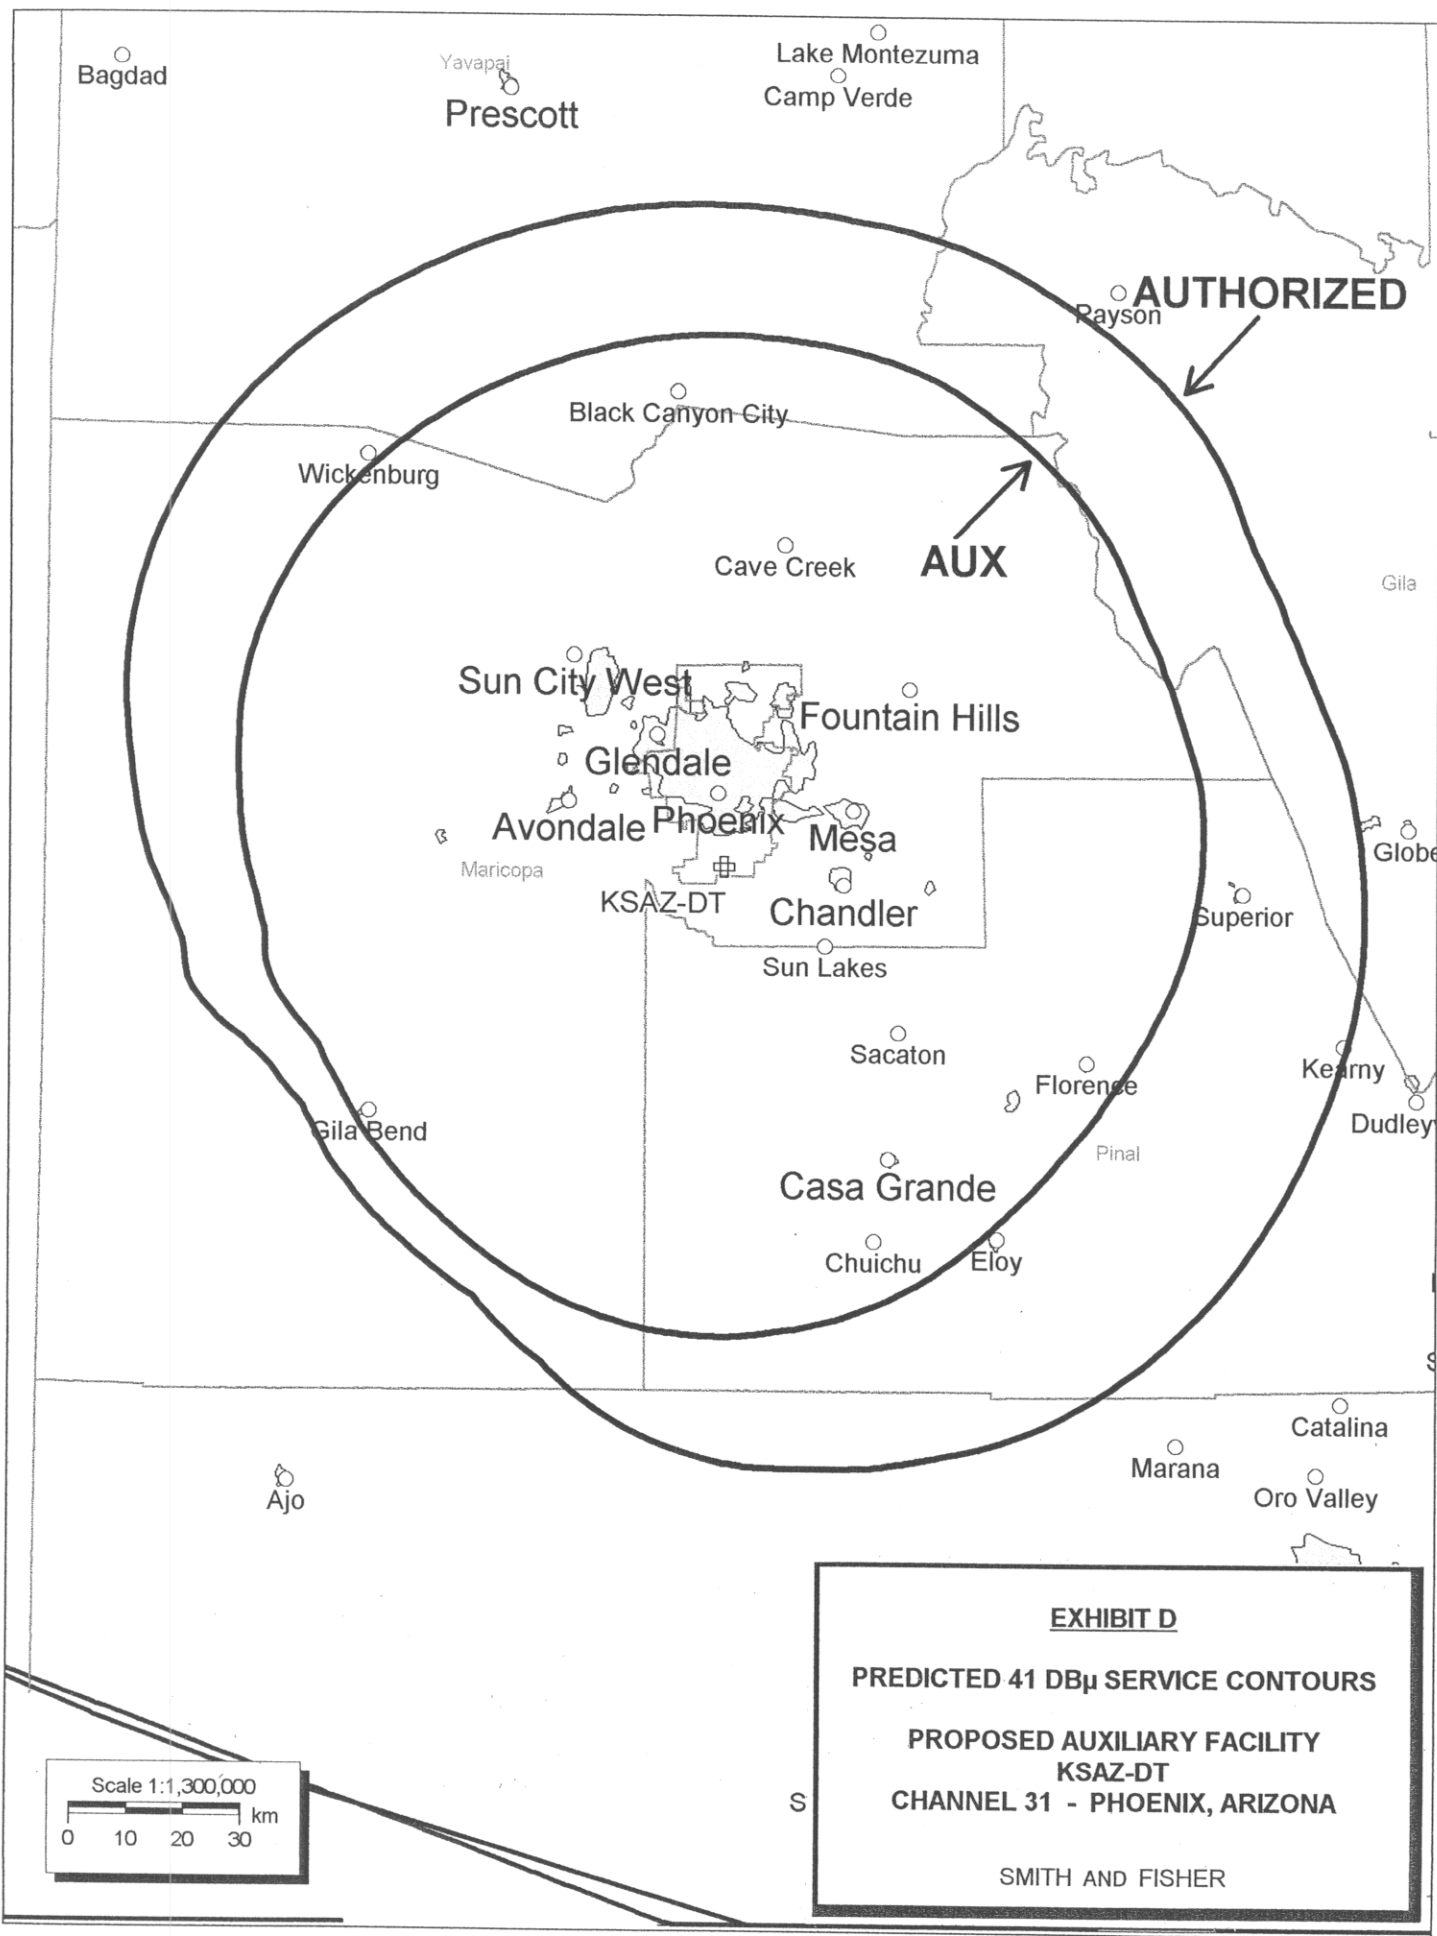 Lake Montezuma
Bagdad
Yavapai
Camp Verde
Prescott
AUTHORIZED
Payson
Black Canyon City
Wickenburg
Cave Creek
AUX
Gila
Sun City West
Fountain Hills
Glendale
Avondale
Phoenix
Mesa
Globe
Maricopa
KSAZ-DT
Chandler
Superior
Sun Lakes
Sacaton
Florence
Kearny
Gila Bend
Dudley
Pinal
Casa Grande
Chuichu
Eloy
Catalina
Marana
Oro Valley
Ajo
EXHIBIT D
PREDICTED 41 DBµ SERVICE CONTOURS
PROPOSED AUXILIARY FACILITY
KSAZ-DT
CHANNEL 31 - PHOENIX, ARIZONA
SMITH AND FISHER
Scale 1:1,300,000
km
0 10 20 30
S